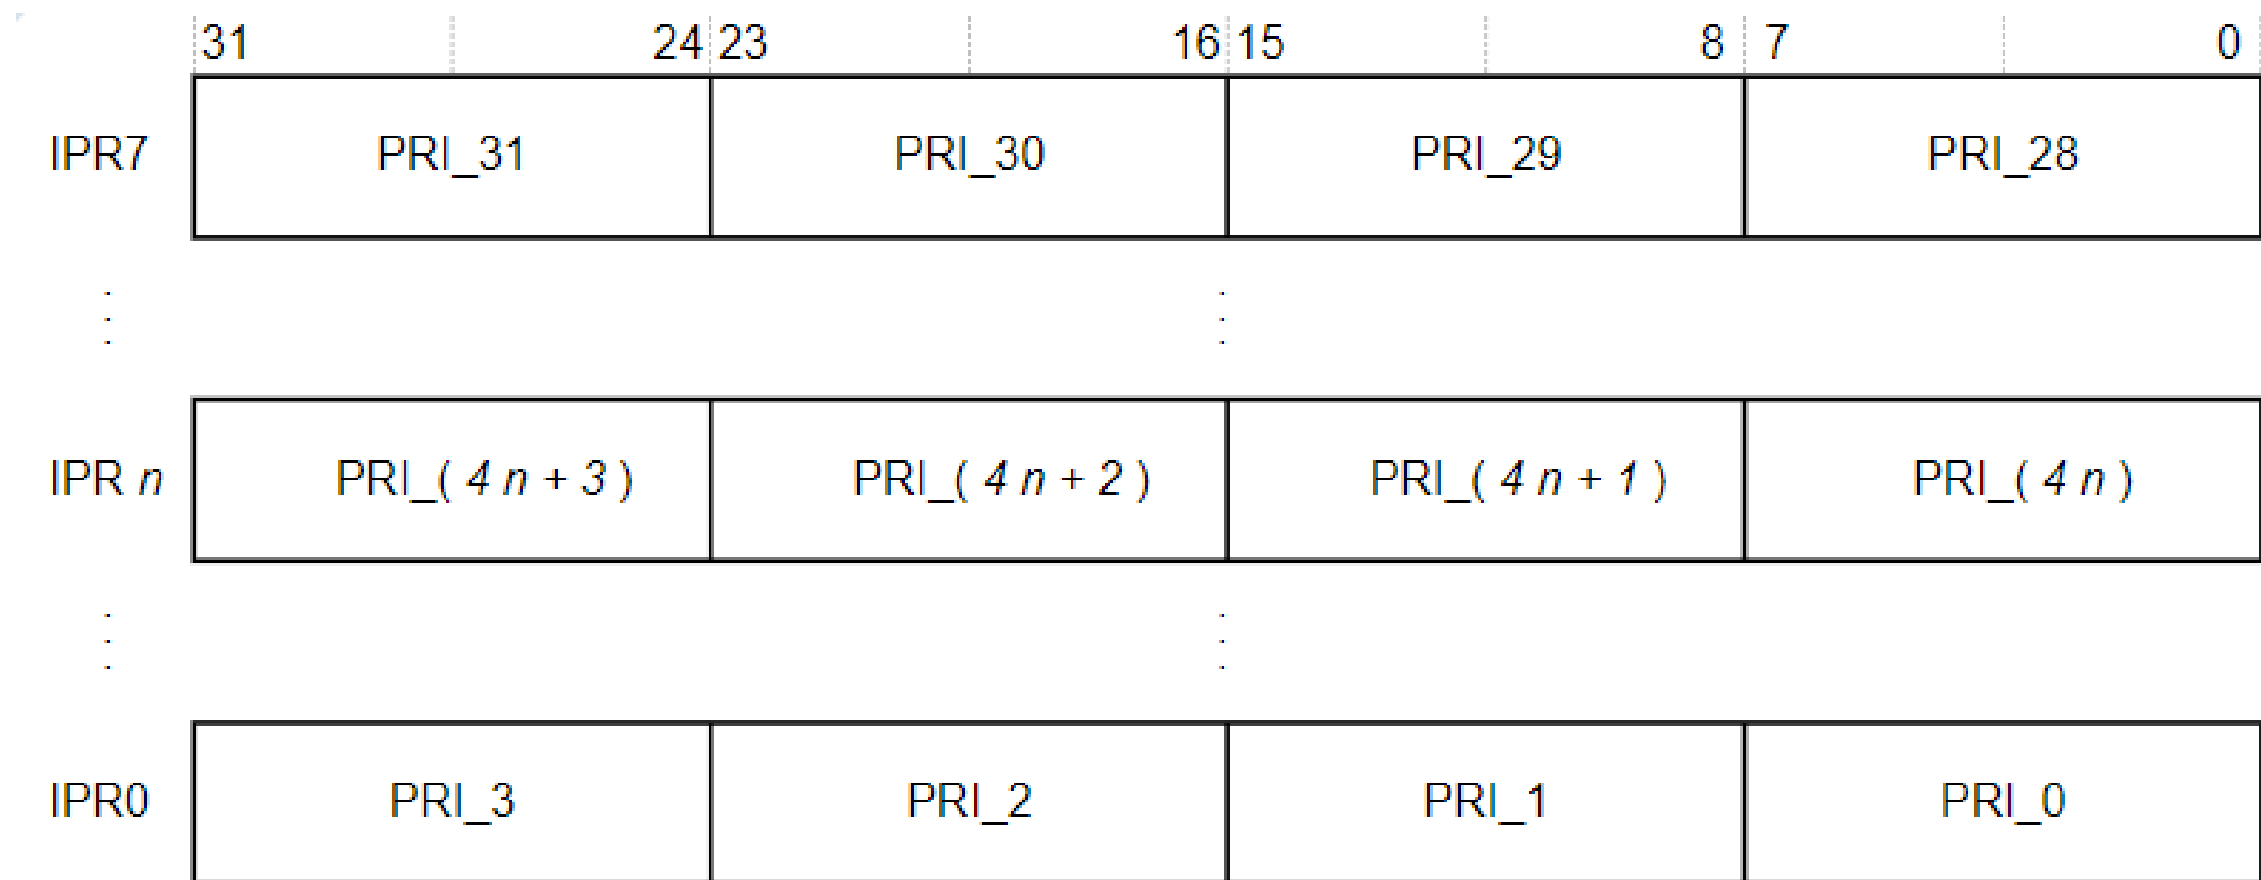 31 24 23 16 15 8 7 0
IPR7 PRI_31 PRI_30 PRI_29 PRI_28
IPR n PRI_( 4 n + 3 ) PRI_( 4 n + 2 ) PRI_( 4 n + 1 ) PRI_( 4 n )
IPR0 PRI_3 PRI_2 PRI_1 PRI_0